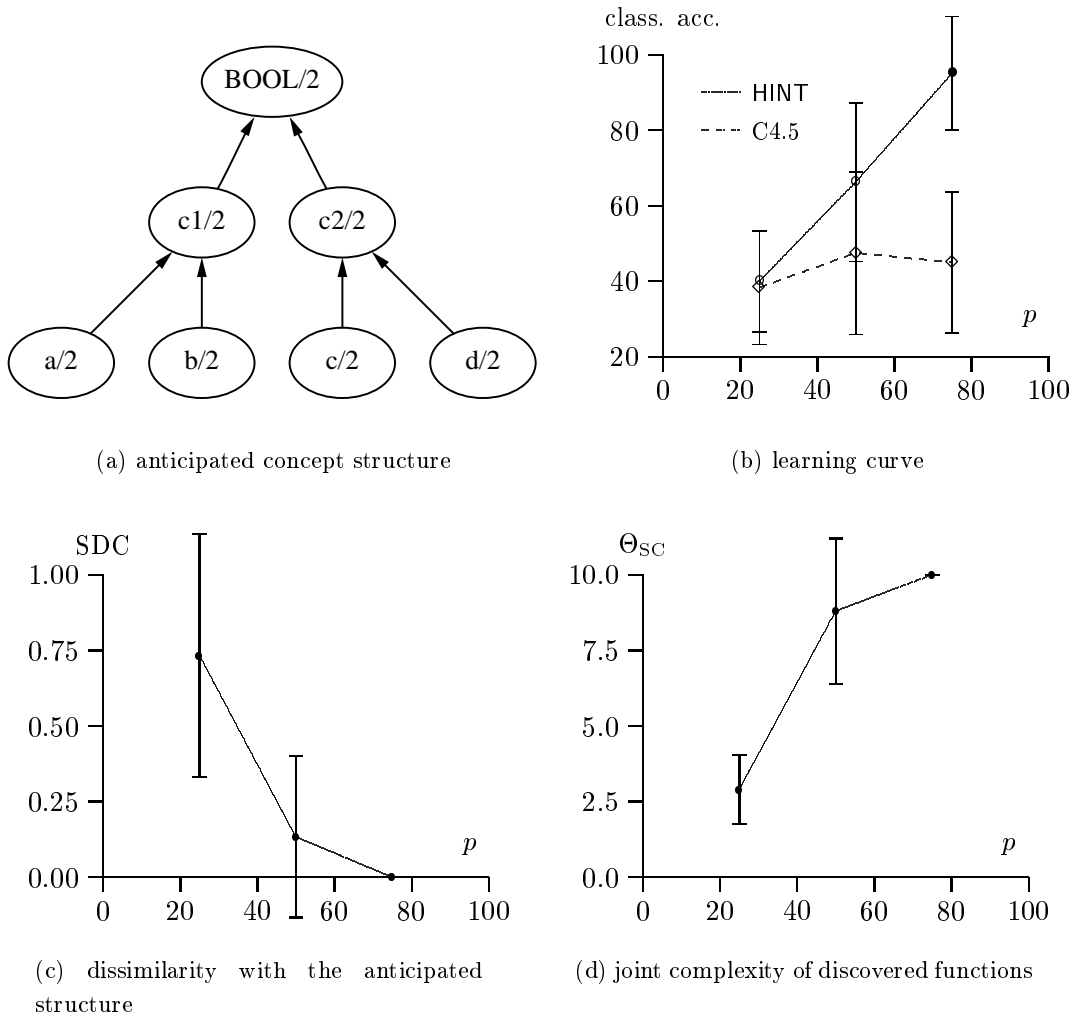 BOOL/2
c1/2
c2/2
a/2
b/2
c/2
d/2
(a) anticipated concept structure
class. acc.
100
80
60
40
20
0
20
40
60
80
100
HINT
C4.5
p
(b) learning curve
SDC
1.00
0.75
0.50
0.25
0.00
0
20
40
60
80
100
p
(c) dissimilarity with the anticipated
structure
ΘSC
10.0
7.5
5.0
2.5
0.0
0
20
40
60
80
100
p
(d) joint complexity of discovered functions